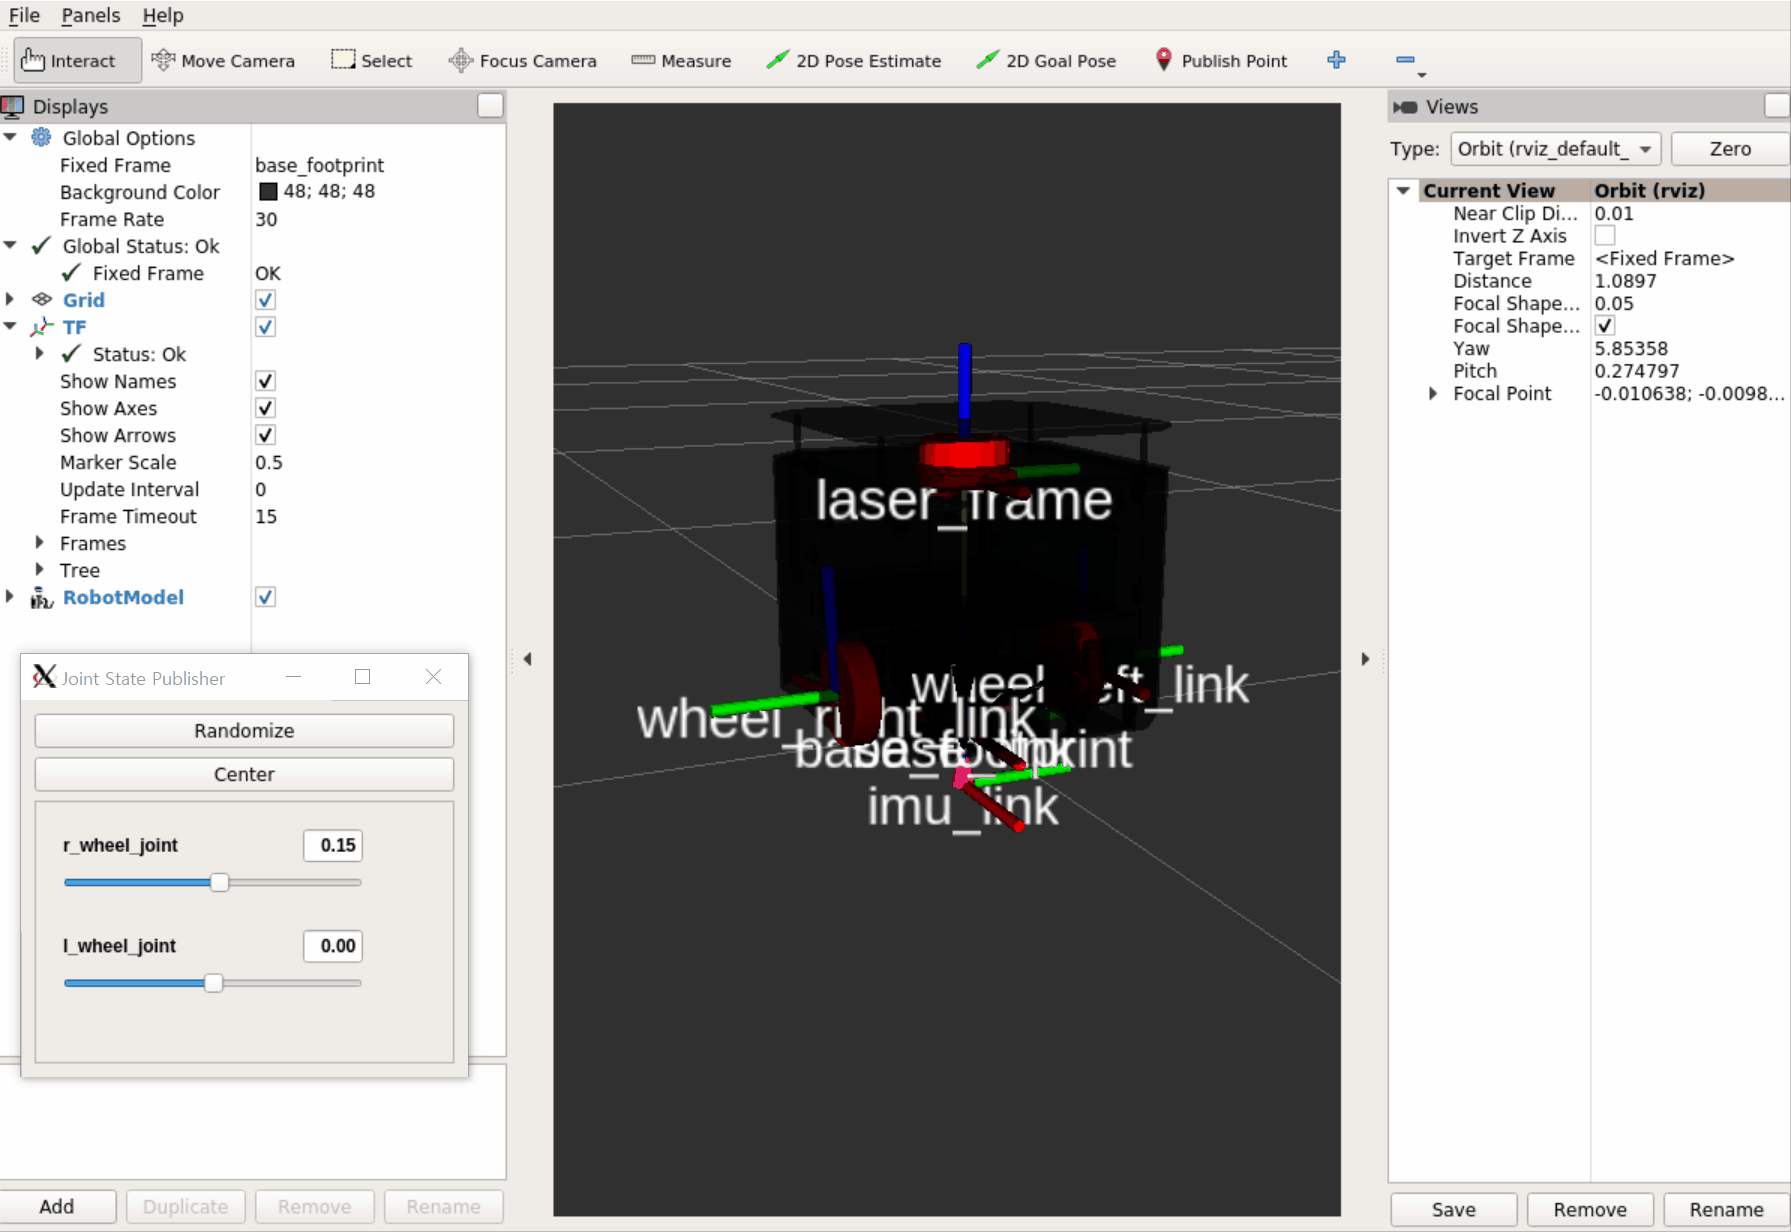 File Panels Help
Interact Move Camera Select Focus Camera Measure 2D Pose Estimate 2D Goal Pose Publish Point
Displays
Global Options
Fixed Frame base_footprint
Background Color 48; 48; 48
Frame Rate 30
Global Status: Ok
Fixed Frame OK
Grid
TF
Status: Ok
Show Names
Show Axes
Show Arrows
Marker Scale 0.5
Update Interval 0
Frame Timeout 15
Frames
Tree
RobotModel
Joint State Publisher
Randomize
Center
r_wheel_joint 0.15
l_wheel_joint 0.00
Add Duplicate Remove Rename
laser_frame
wheel_left_link
wheel_right_link
base_footprint
imu_link
Views
Type: Orbit (rviz_default_ Zero
Current View Orbit (rviz)
Near Clip Di... 0.01
Invert Z Axis
Target Frame <Fixed Frame>
Distance 1.0897
Focal Shape... 0.05
Focal Shape...
Yaw 5.85358
Pitch 0.274797
Focal Point -0.010638; -0.0098...
Save Remove Rename